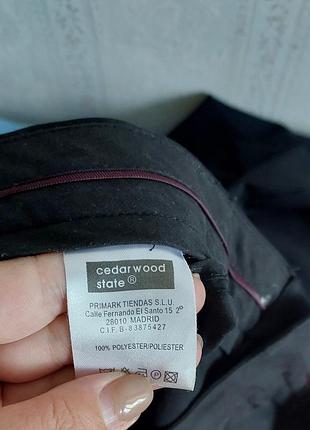 cedarwood
state®
PRIMARK TIENDAS S.L.U.
Calle Fernando El Santo 15 2º
28010 MADRID
C.I.F. B-83875427
100% POLYESTER/POLIESTER